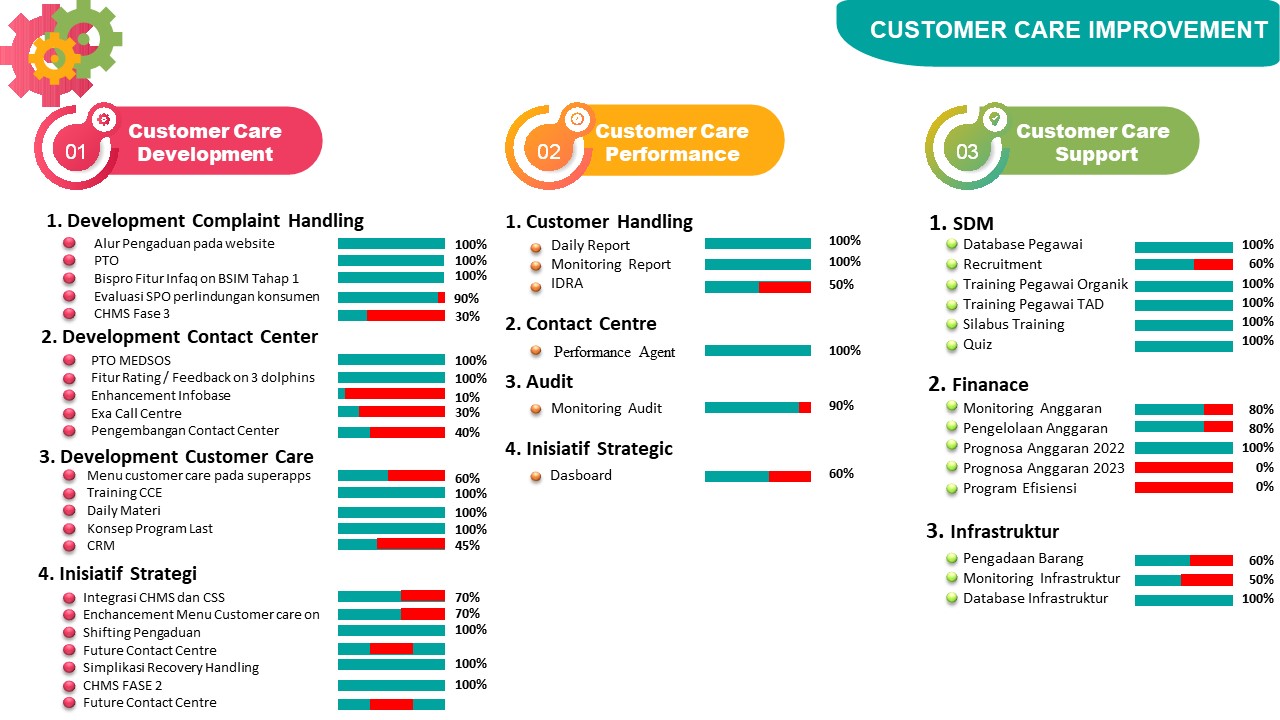 CUSTOMER CARE IMPROVEMENT
01
Customer Care
Development
1. Development Complaint Handling
Alur Pengaduan pada website 100%
PTO 100%
Bispro Fitur Infaq on BSIM Tahap 1 100%
Evaluasi SPO perlindungan konsumen 90%
CHMS Fase 3 30%
2. Development Contact Center
PTO MEDSOS 100%
Fitur Rating / Feedback on 3 dolphins 100%
Enhancement Infobase 10%
Exa Call Centre 30%
Pengembangan Contact Center 40%
3. Development Customer Care
Menu customer care pada superapps 60%
Training CCE 100%
Daily Materi 100%
Konsep Program Last 100%
CRM 45%
4. Inisiatif Strategi
Integrasi CHMS dan CSS 70%
Enchancement Menu Customer care on 70%
Shifting Pengaduan 100%
Future Contact Centre
Simplikasi Recovery Handling 100%
CHMS FASE 2 100%
Future Contact Centre
02
Customer Care
Performance
1. Customer Handling
Daily Report 100%
Monitoring Report 100%
IDRA 50%
2. Contact Centre
Performance Agent 100%
3. Audit
Monitoring Audit 90%
4. Inisiatif Strategic
Dasboard 60%
03
Customer Care
Support
1. SDM
Database Pegawai 100%
Recruitment 60%
Training Pegawai Organik 100%
Training Pegawai TAD 100%
Silabus Training 100%
Quiz 100%
2. Finanace
Monitoring Anggaran 80%
Pengelolaan Anggaran 80%
Prognosa Anggaran 2022 100%
Prognosa Anggaran 2023 0%
Program Efisiensi 0%
3. Infrastruktur
Pengadaan Barang 60%
Monitoring Infrastruktur 50%
Database Infrastruktur 100%